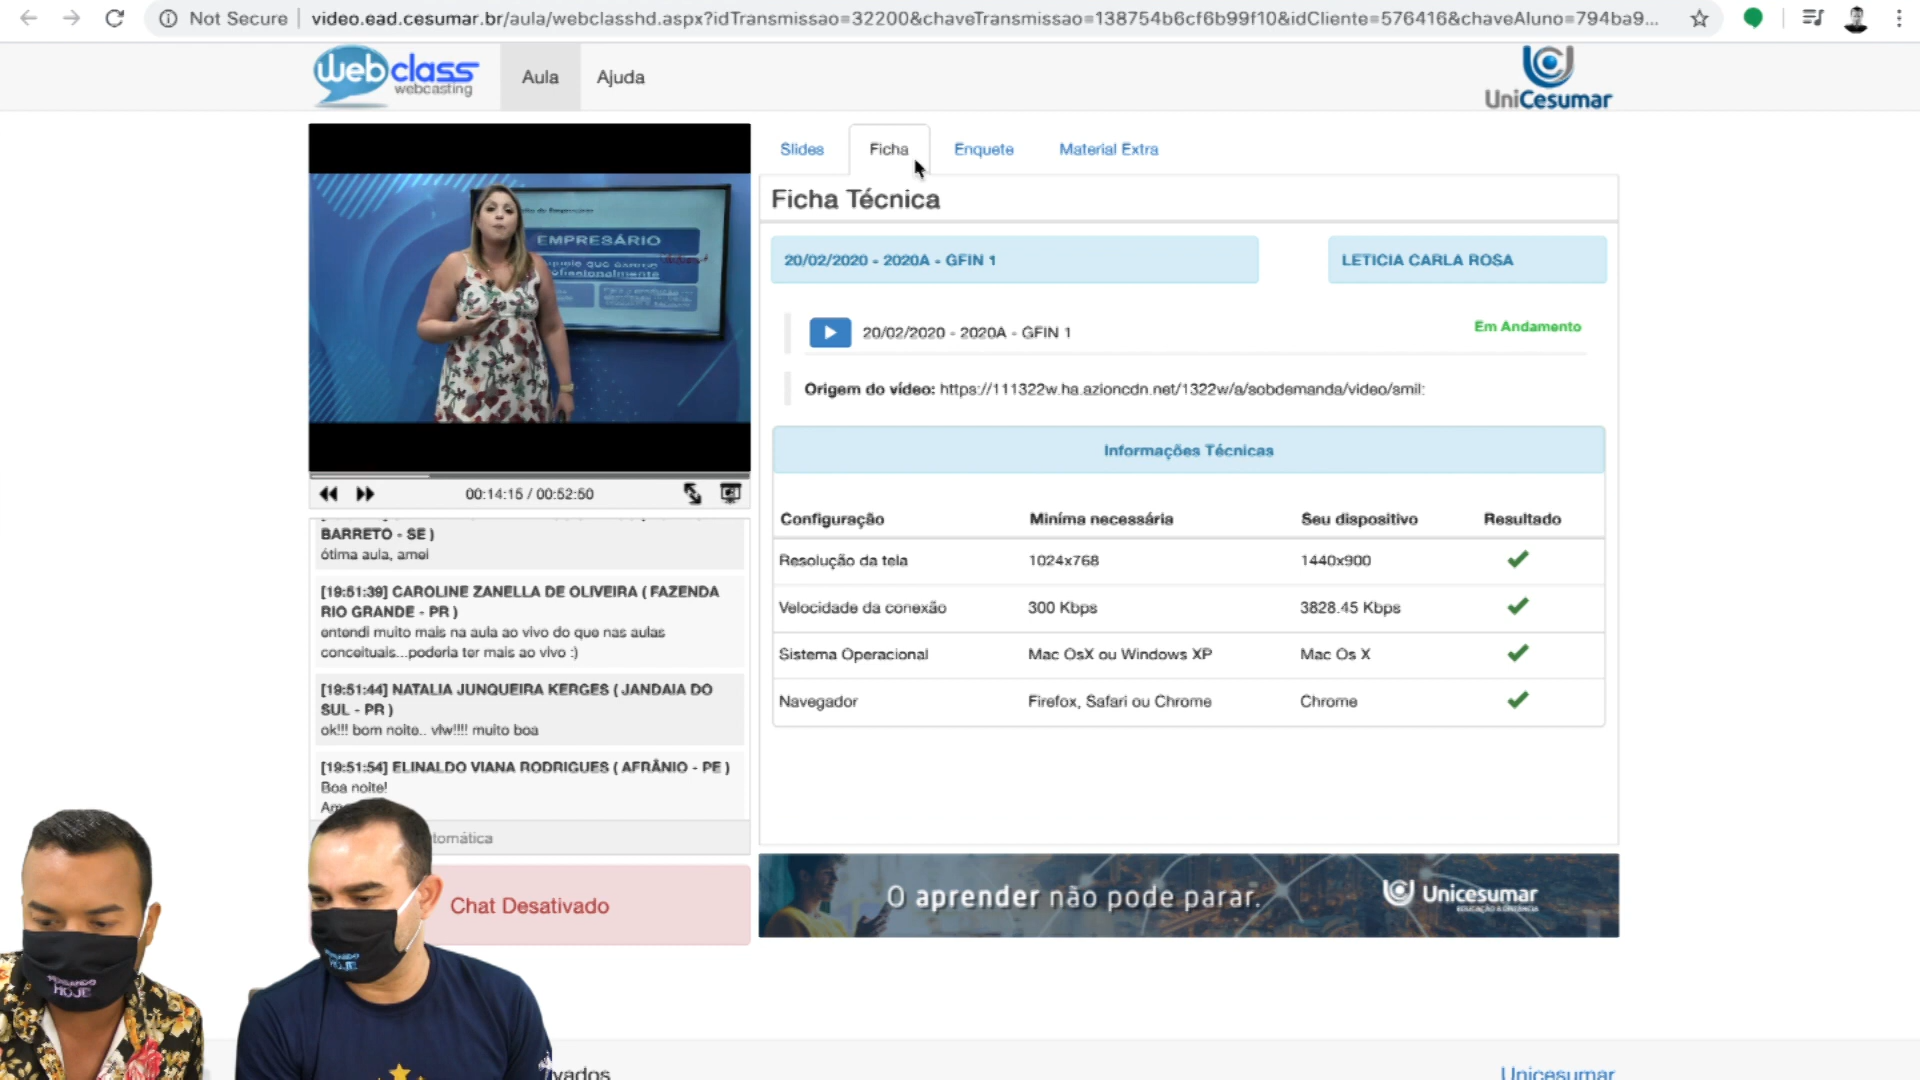 Not Secure
video.ead.cesumar.br/aula/webclasshd.aspx?idTransmissao=32200&chaveTransmissao=138754b6cf6b99f10&idCliente=576416&chaveAluno=794ba9...
webclass
webcasting
Aula
Ajuda
UniCesumar
Slides
Ficha
Enquete
Material Extra
Ficha Técnica
20/02/2020 - 2020A - GFIN 1
LETICIA CARLA ROSA
20/02/2020 - 2020A - GFIN 1
Em Andamento
Origem do vídeo: https://111322w.ha.azioncdn.net/1322w/a/sobdemanda/video/smil:
Informações Técnicas
Configuração Miníma necessária Seu dispositivo Resultado
Resolução da tela 1024x768 1440x900
Velocidade da conexão 300 Kbps 3828.45 Kbps
Sistema Operacional Mac OsX ou Windows XP Mac Os X
Navegador Firefox, Safari ou Chrome Chrome
EMPRESÁRIO
00:14:15 / 00:52:50
BARRETO - SE )
ótima aula, amei
[19:51:39] CAROLINE ZANELLA DE OLIVEIRA ( FAZENDA
RIO GRANDE - PR )
entendi muito mais na aula ao vivo do que nas aulas
conceituais...poderia ter mais ao vivo :)
[19:51:44] NATALIA JUNQUEIRA KERGES ( JANDAIA DO
SUL - PR )
ok!!! bom noite.. vlw!!!! muito boa
[19:51:54] ELINALDO VIANA RODRIGUES ( AFRÂNIO - PE )
Boa noite!
tomática
Chat Desativado
O aprender não pode parar.
Unicesumar
EDUCAÇÃO A DISTÂNCIA
HOJE
HOJE
vados
Unicesumar